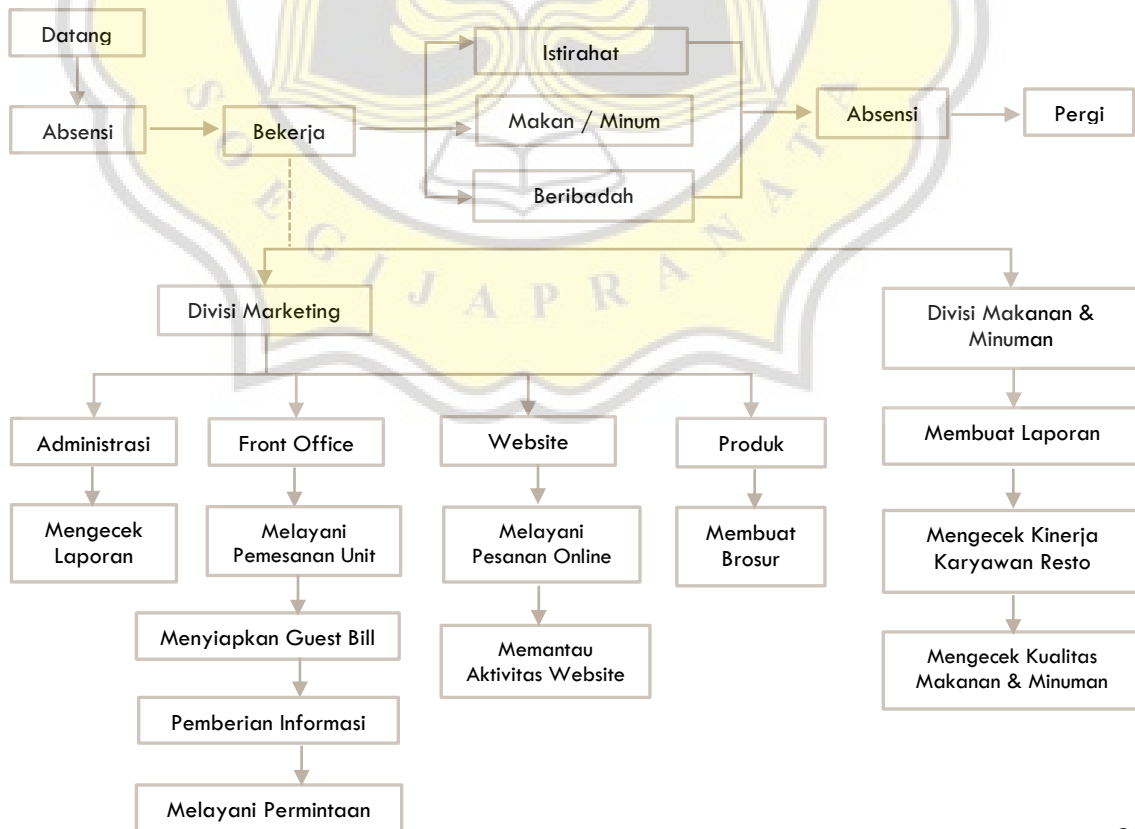 Datang
Istirahat
Absensi
Bekerja
Makan / Minum
Absensi
Pergi
Beribadah
SOEGIJAPRANATA
Divisi Marketing
Divisi Makanan &
Minuman
Administrasi
Front Office
Website
Produk
Membuat Laporan
Mengecek
Laporan
Melayani
Pemesanan Unit
Melayani
Pesanan Online
Membuat
Brosur
Mengecek Kinerja
Karyawan Resto
Menyiapkan Guest Bill
Memantau
Aktivitas Website
Mengecek Kualitas
Makanan & Minuman
Pemberian Informasi
Melayani Permintaan